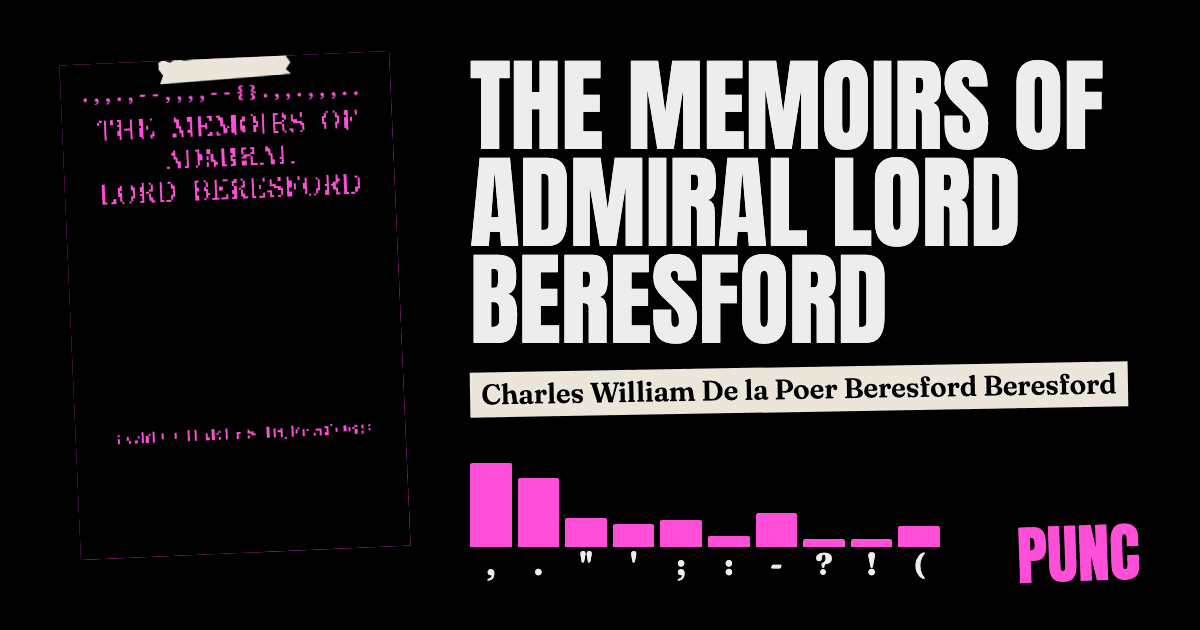 .,,.,--,,,,--{}.,,.,,,..
THE MEMOIRS OF
ADMIRAL
LORD BERESFORD
THE MEMOIRS OF
ADMIRAL LORD
BERESFORD
Charles William De la Poer Beresford Beresford
, . " ' ; : - ? ! (
PUNC